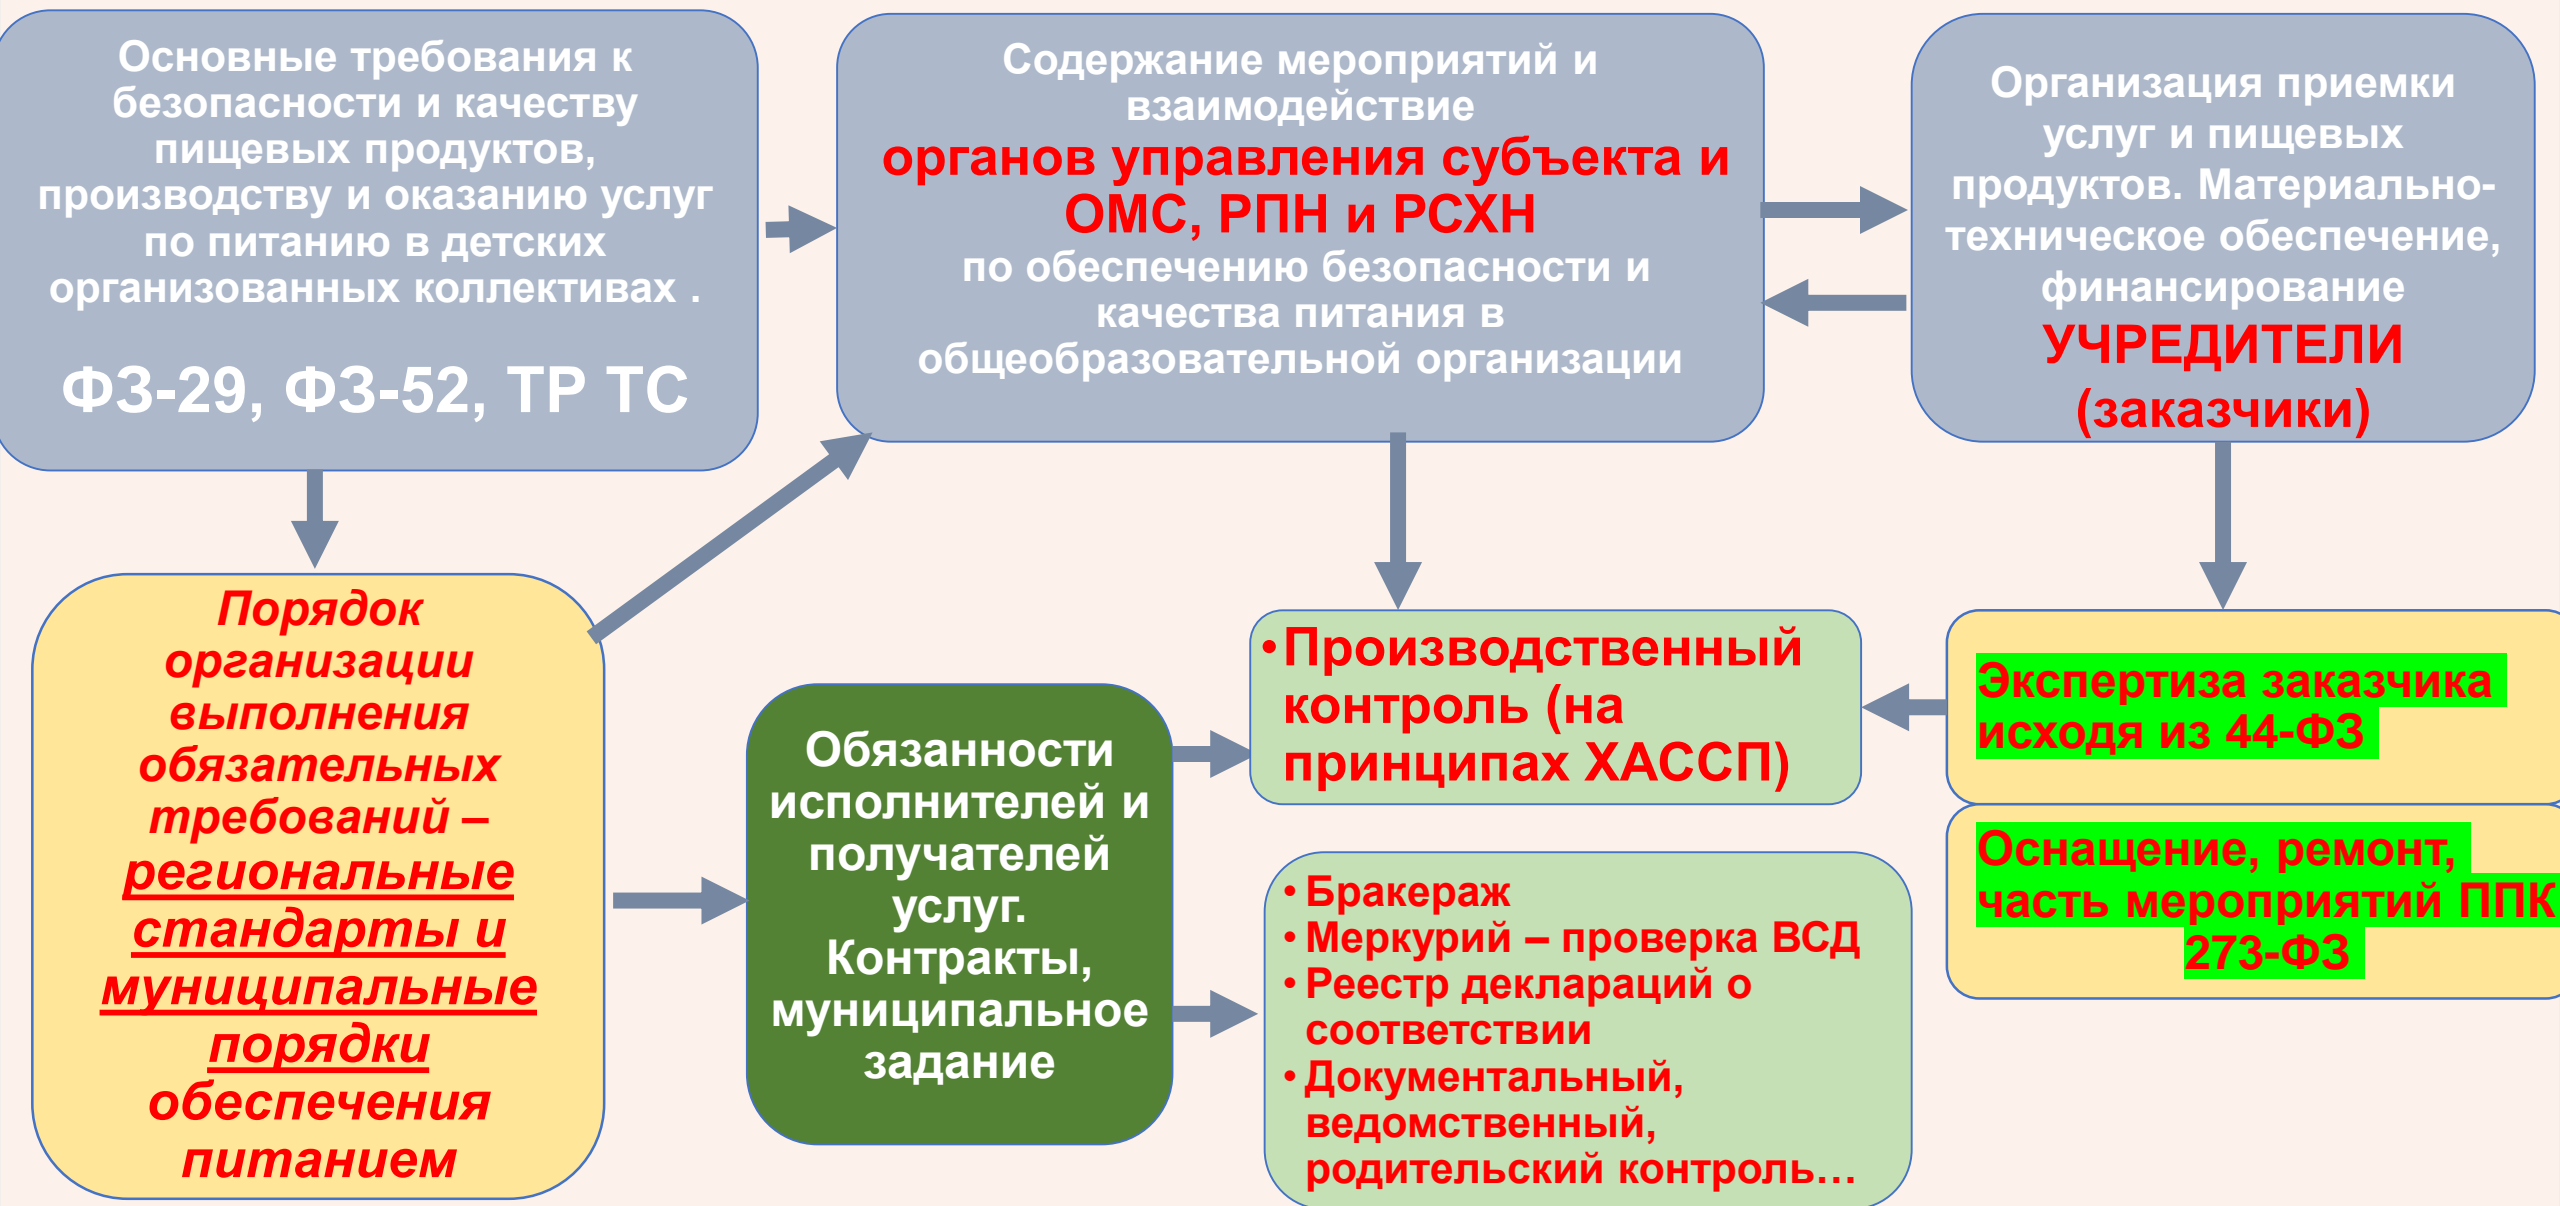 Основные требования к
безопасности и качеству
пищевых продуктов,
производству и оказанию услуг
по питанию в детских
организованных коллективах .
ФЗ-29, ФЗ-52, ТР ТС
Содержание мероприятий и
взаимодействие
органов управления субъекта и
ОМС, РПН и РСХН
по обеспечению безопасности и
качества питания в
общеобразовательной организации
Организация приемки
услуг и пищевых
продуктов. Материально-
техническое обеспечение,
финансирование
УЧРЕДИТЕЛИ
(заказчики)
Порядок
организации
выполнения
обязательных
требований –
региональные
стандарты и
муниципальные
порядки
обеспечения
питанием
Обязанности
исполнителей и
получателей
услуг.
Контракты,
муниципальное
задание
•Производственный
контроль (на
принципах ХАССП)
• Бракераж
• Меркурий – проверка ВСД
• Реестр деклараций о
соответствии
• Документальный,
ведомственный,
родительский контроль…
Экспертиза заказчика
исходя из 44-ФЗ
Оснащение, ремонт,
часть мероприятий ППК
273-ФЗ